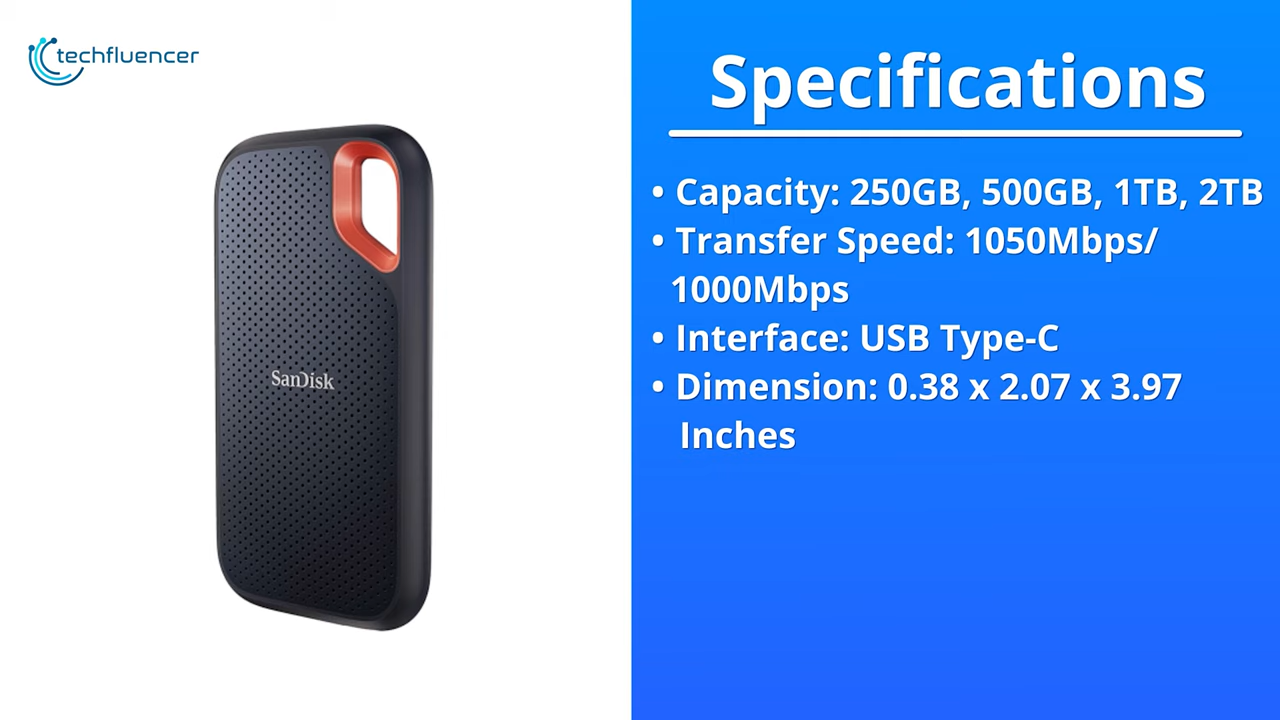 techfluencer
SanDisk
Specifications
• Capacity: 250GB, 500GB, 1TB, 2TB
• Transfer Speed: 1050Mbps/
1000Mbps
• Interface: USB Type-C
• Dimension: 0.38 x 2.07 x 3.97
Inches